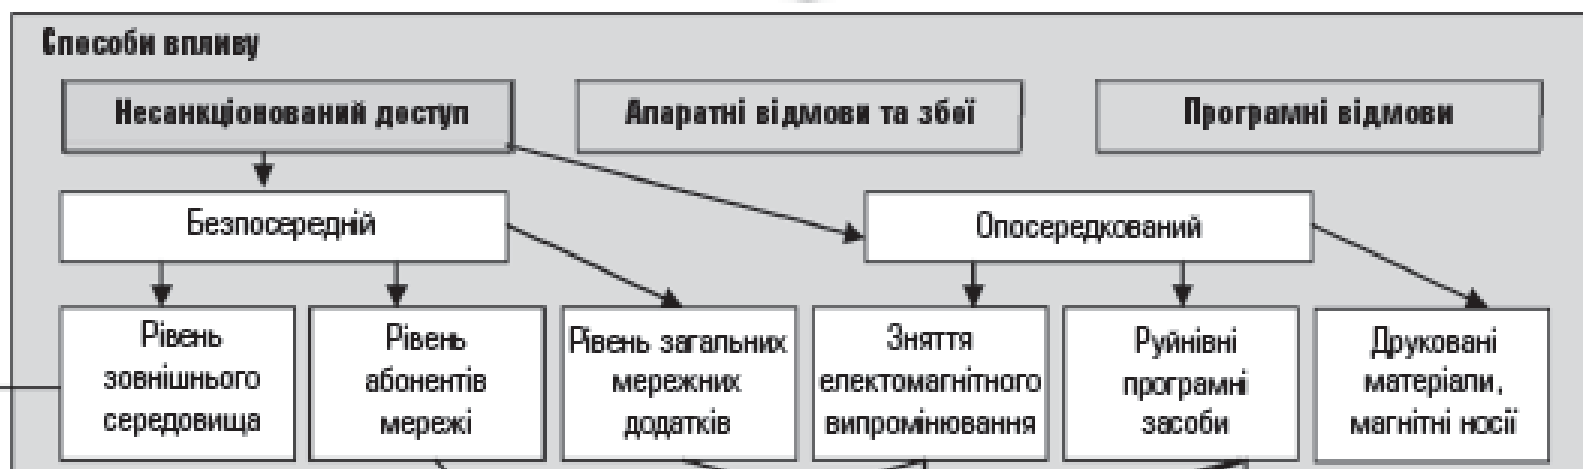 Способи впливу
Несанкціонований доступ
Апаратні відмови та збої
Програмні відмови
Безпосередній
Опосередкований
Рівень
зовнішнього
середовища
Рівень
абонентів
мережі
Рівень загальних
мережних
додатків
Зняття
електомагнітного
випромінювання
Руйнівні
програмні
засоби
Друковані
матеріали,
магнітні носії